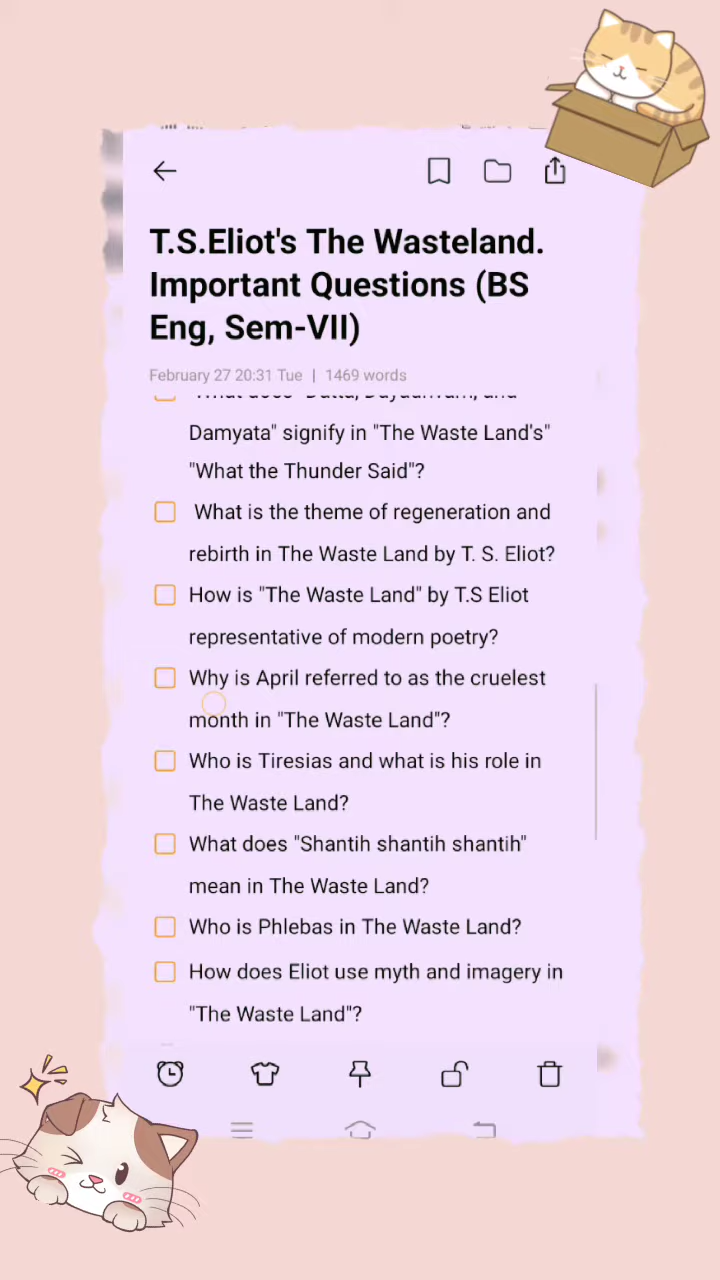 T.S.Eliot's The Wasteland.
Important Questions (BS
Eng, Sem-VII)
February 27 20:31 Tue | 1469 words
Damyata" signify in "The Waste Land's"
"What the Thunder Said"?
What is the theme of regeneration and
rebirth in The Waste Land by T. S. Eliot?
How is "The Waste Land" by T.S Eliot
representative of modern poetry?
Why is April referred to as the cruelest
month in "The Waste Land"?
Who is Tiresias and what is his role in
The Waste Land?
What does "Shantih shantih shantih"
mean in The Waste Land?
Who is Phlebas in The Waste Land?
How does Eliot use myth and imagery in
"The Waste Land"?